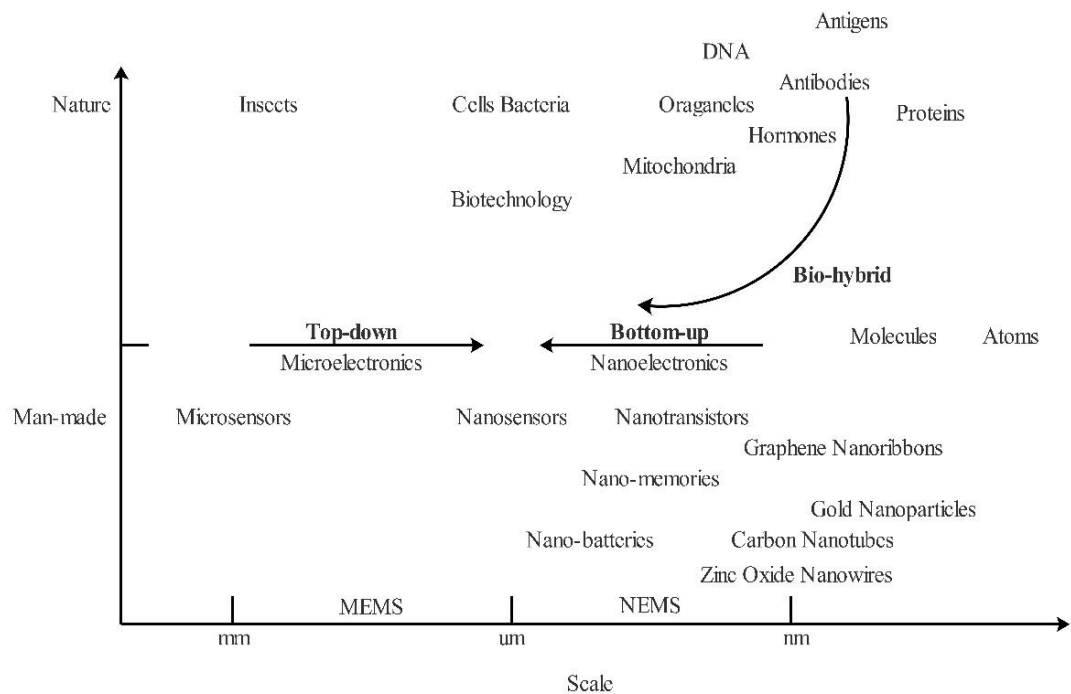 Antigens
DNA
Antibodies
Nature
Insects
Cells Bacteria
Oraganeles
Proteins
Hormones
Mitochondria
Biotechnology
Bio-hybrid
Top-down
Bottom-up
Molecules
Atoms
Microelectronics
Nanoelectronics
Man-made
Microsensors
Nanosensors
Nanotransistors
Graphene Nanoribbons
Nano-memories
Gold Nanoparticles
Nano-batteries
Carbon Nanotubes
Zinc Oxide Nanowires
MEMS
NEMS
mm
um
nm
Scale